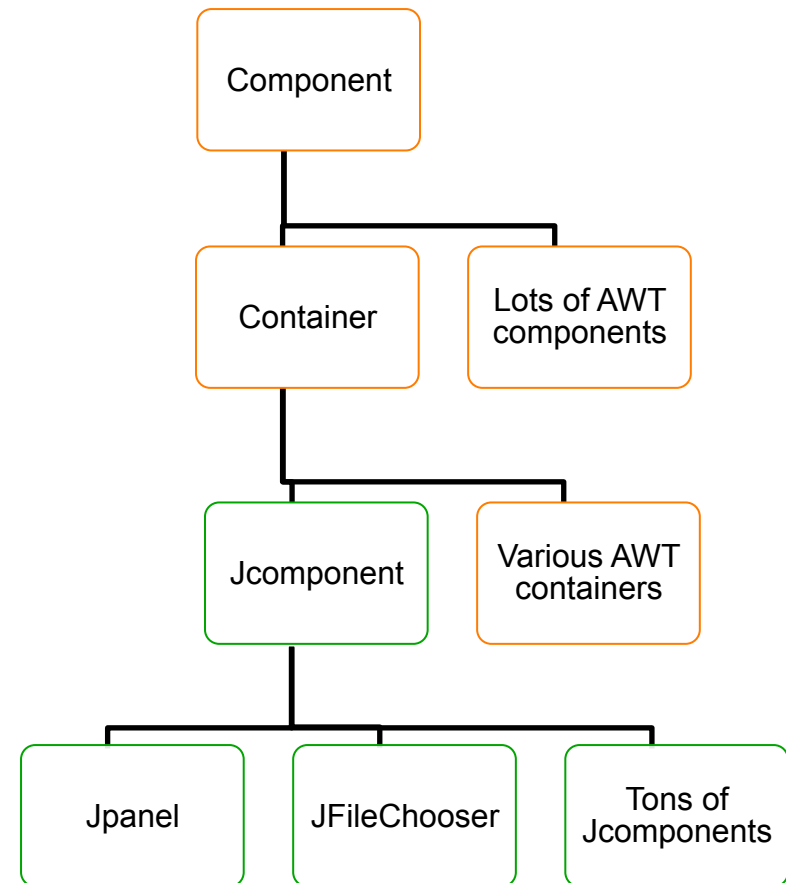 Component
Container
Lots of AWT
components
Jcomponent
Various AWT
containers
Jpanel
JFileChooser
Tons of
Jcomponents